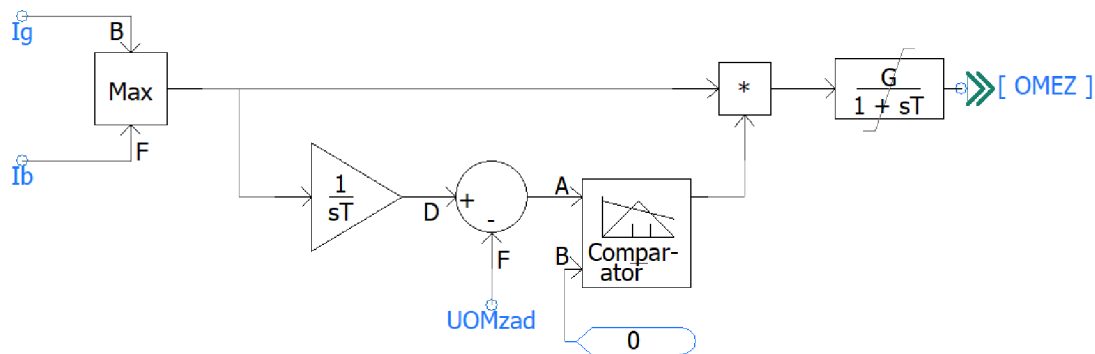 Ig
B
Max
F
Ib
1
sT
D
+
-
F
UOMzad
A
B
Compar-
ator
0
*
G
1 + sT
[ OMEZ ]